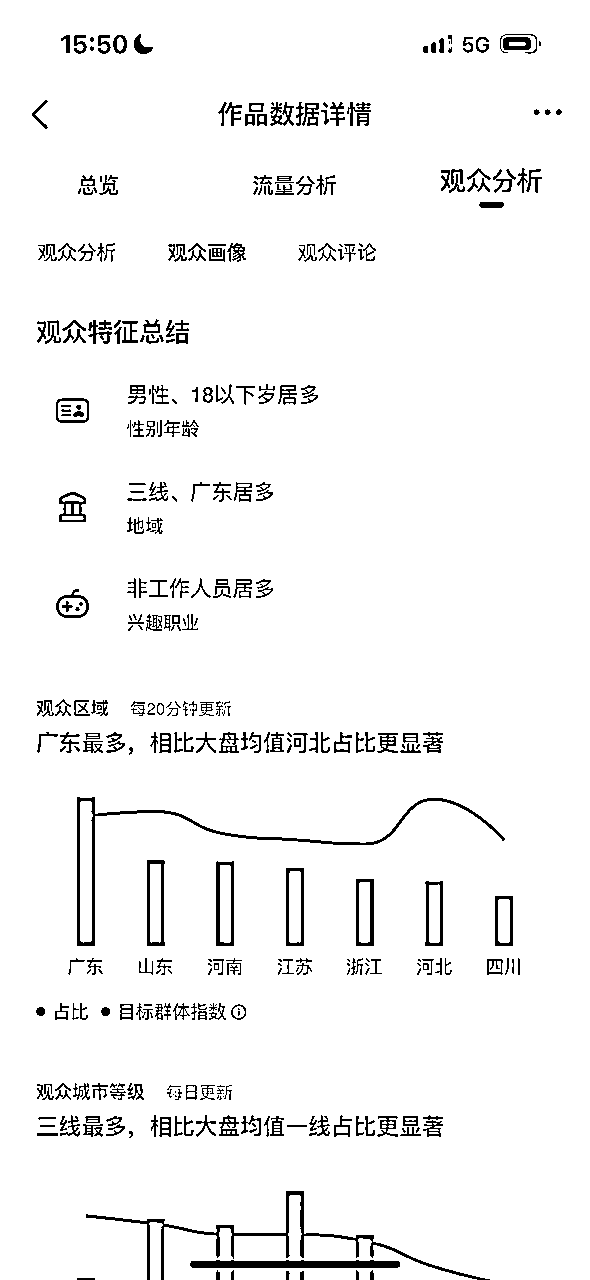 15:50 5G
作品数据详情
总览 流量分析 观众分析
观众分析 观众画像 观众评论
观众特征总结
男性、18以下岁居多
性别年龄
三线、广东居多
地域
非工作人员居多
兴趣职业
观众区域 每20分钟更新
广东最多，相比大盘均值河北占比更显著
广东 山东 河南 江苏 浙江 河北 四川
占比 目标群体指数
观众城市等级 每日更新
三线最多，相比大盘均值一线占比更显著